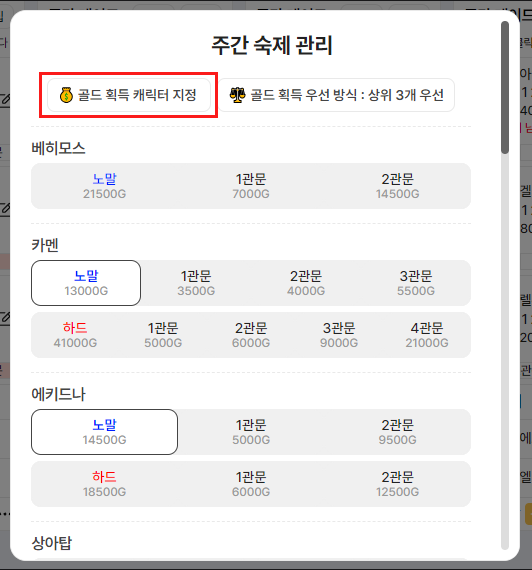 주간 숙제 관리
골드 획득 캐릭터 지정 골드 획득 우선 방식 : 상위 3개 우선
베히모스
노말 1관문 2관문
21500G 7000G 14500G
카멘
노말 1관문 2관문 3관문
13000G 3500G 4000G 5500G
하드 1관문 2관문 3관문 4관문
41000G 5000G 6000G 9000G 21000G
에키드나
노말 1관문 2관문
14500G 5000G 9500G
하드 1관문 2관문
18500G 6000G 12500G
상아탑